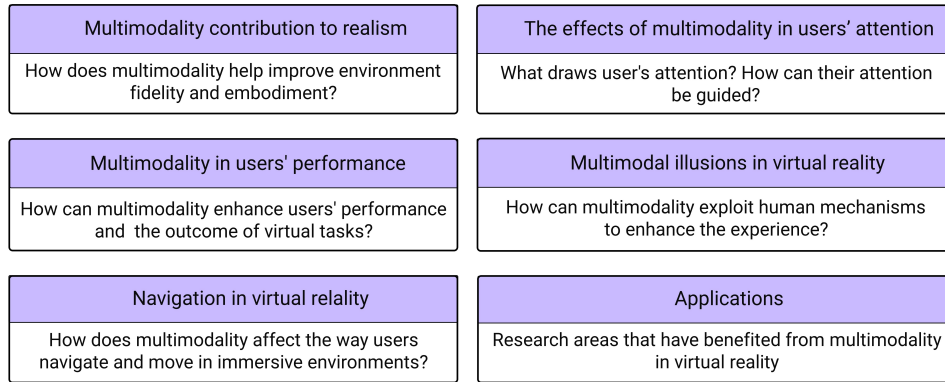 Multimodality contribution to realism
How does multimodality help improve environment
fidelity and embodiment?
The effects of multimodality in users’ attention
What draws user's attention? How can their attention
be guided?
Multimodality in users' performance
How can multimodality enhance users' performance
and the outcome of virtual tasks?
Multimodal illusions in virtual reality
How can multimodality exploit human mechanisms
to enhance the experience?
Navigation in virtual relality
How does multimodality affect the way users
navigate and move in immersive environments?
Applications
Research areas that have benefited from multimodality
in virtual reality